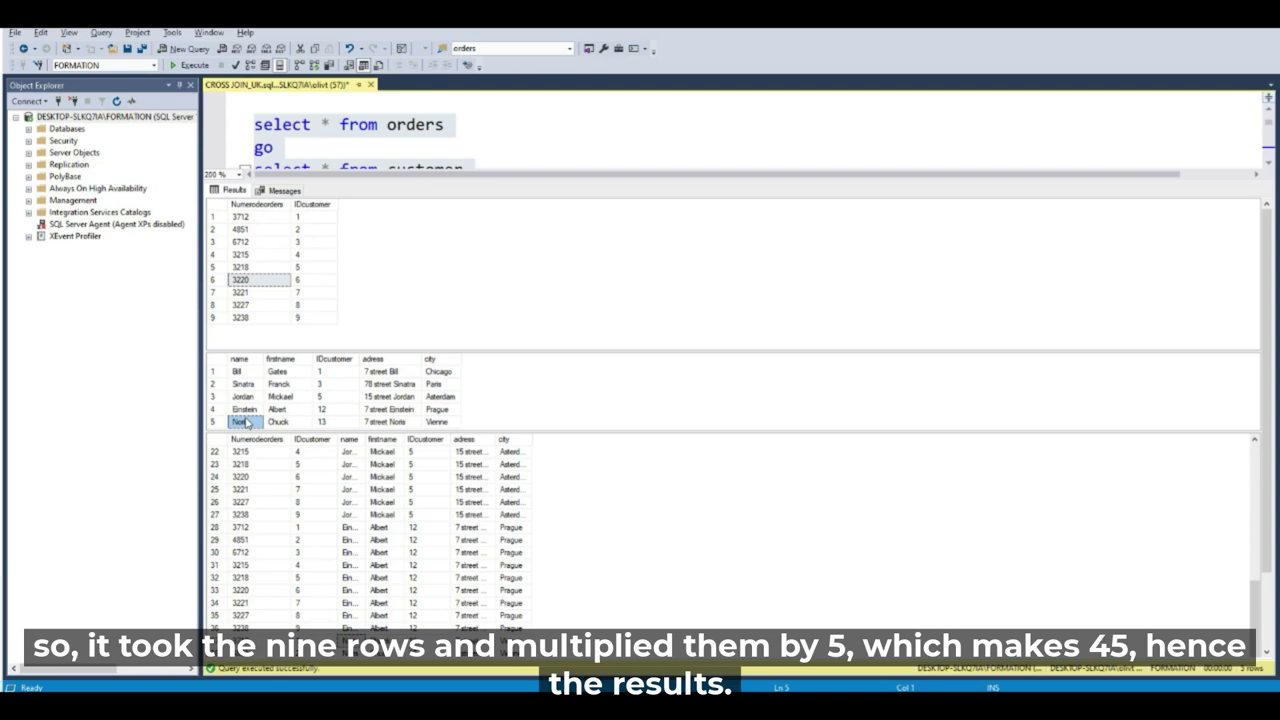 File Edit View Query Project Tools Window Help
New Query orders
FORMATION Execute
Object Explorer
CROSS JOIN_UK.sql...SLKQ7IA\olivt (57))*
Connect
DESKTOP-SLKQ7IA\FORMATION (SQL Server
Databases
Security
Server Objects
Replication
PolyBase
Always On High Availability
Management
Integration Services Catalogs
SQL Server Agent (Agent XPs disabled)
XEvent Profiler
select * from orders
go
select * from customer
200 %
Results Messages
Numerodeorders IDcustomer
1 3712 1
2 4851 2
3 6712 3
4 3215 4
5 3218 5
6 3220 6
7 3221 7
8 3227 8
9 3238 9
name firstname IDcustomer adress city
1 Bill Gates 1 7 street Bill Chicago
2 Sinatra Franck 3 78 street Sinatra Paris
3 Jordan Mickael 5 15 street Jordan Asterdam
4 Einstein Albert 12 7 street Einstein Prague
5 Chuck 13 7 street Noris Vienne
Numerodeorders IDcustomer name firstname IDcustomer adress city
22 3215 4 Jor... Mickael 5 15 street... Asterd...
23 3218 5 Jor... Mickael 5 15 street... Asterd...
24 3220 6 Jor... Mickael 5 15 street... Asterd...
25 3221 7 Jor... Mickael 5 15 street... Asterd...
26 3227 8 Jor... Mickael 5 15 street... Asterd...
27 3238 9 Jor... Mickael 5 15 street... Asterd...
28 3712 1 Ein... Albert 12 7 street ... Prague
29 4851 2 Ein... Albert 12 7 street ... Prague
30 6712 3 Ein... Albert 12 7 street ... Prague
31 3215 4 Ein... Albert 12 7 street ... Prague
32 3218 5 Ein... Albert 12 7 street ... Prague
33 3220 6 Ein... Albert 12 7 street ... Prague
34 3221 7 Ein... Albert 12 7 street ... Prague
35 3227 8 Ein... Albert 12 7 street ... Prague
so, it took the nine rows and multiplied them by 5, which makes 45, hence
the results.
Query executed successfully.
Ready Ln 5 Col 1 INS